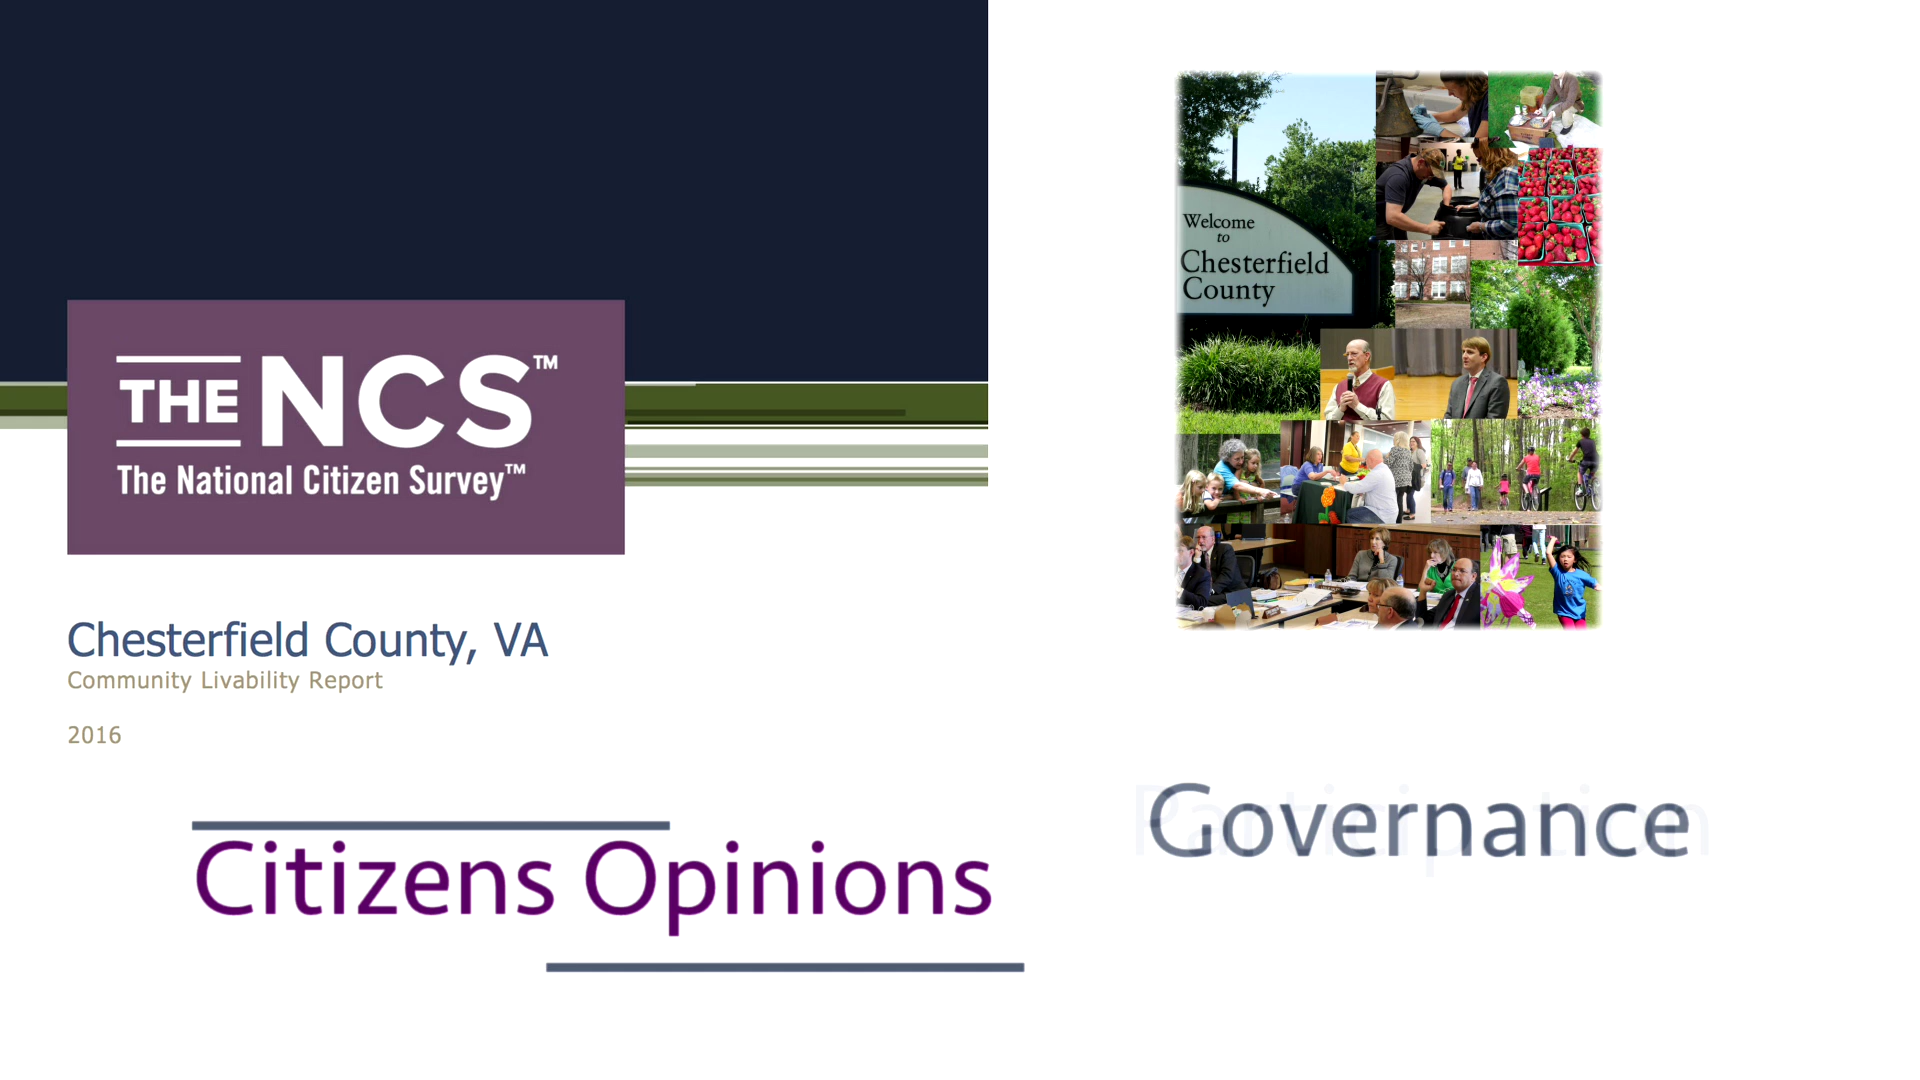 THE NCS™
The National Citizen Survey™
Chesterfield County, VA
Community Livability Report
2016
Welcome
to
Chesterfield
County
Citizens Opinions
Governance
Participation